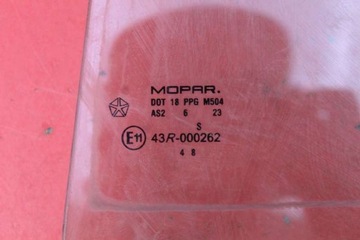 MOPAR.
DOT 18 PPG M504
AS2 6 23
S
E11 43R-000262
4 8